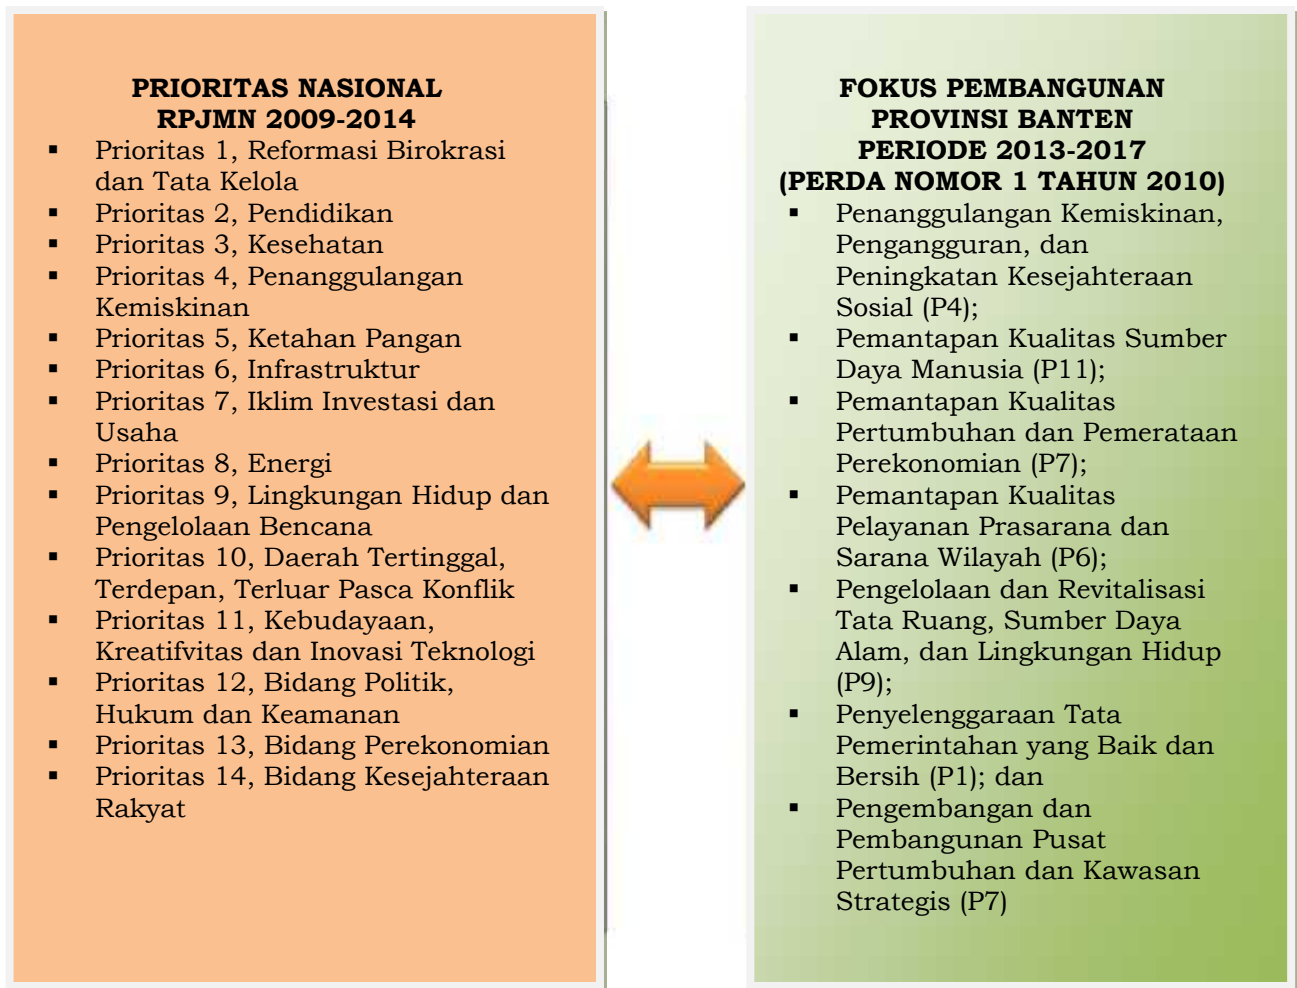 PRIORITAS NASIONAL
RPJMN 2009-2014
▪ Prioritas 1, Reformasi Birokrasi
dan Tata Kelola
▪ Prioritas 2, Pendidikan
▪ Prioritas 3, Kesehatan
▪ Prioritas 4, Penanggulangan
Kemiskinan
▪ Prioritas 5, Ketahan Pangan
▪ Prioritas 6, Infrastruktur
▪ Prioritas 7, Iklim Investasi dan
Usaha
▪ Prioritas 8, Energi
▪ Prioritas 9, Lingkungan Hidup dan
Pengelolaan Bencana
▪ Prioritas 10, Daerah Tertinggal,
Terdepan, Terluar Pasca Konflik
▪ Prioritas 11, Kebudayaan,
Kreatifvitas dan Inovasi Teknologi
▪ Prioritas 12, Bidang Politik,
Hukum dan Keamanan
▪ Prioritas 13, Bidang Perekonomian
▪ Prioritas 14, Bidang Kesejahteraan
Rakyat
FOKUS PEMBANGUNAN
PROVINSI BANTEN
PERIODE 2013-2017
(PERDA NOMOR 1 TAHUN 2010)
▪ Penanggulangan Kemiskinan,
Pengangguran, dan
Peningkatan Kesejahteraan
Sosial (P4);
▪ Pemantapan Kualitas Sumber
Daya Manusia (P11);
▪ Pemantapan Kualitas
Pertumbuhan dan Pemerataan
Perekonomian (P7);
▪ Pemantapan Kualitas
Pelayanan Prasarana dan
Sarana Wilayah (P6);
▪ Pengelolaan dan Revitalisasi
Tata Ruang, Sumber Daya
Alam, dan Lingkungan Hidup
(P9);
▪ Penyelenggaraan Tata
Pemerintahan yang Baik dan
Bersih (P1); dan
▪ Pengembangan dan
Pembangunan Pusat
Pertumbuhan dan Kawasan
Strategis (P7)